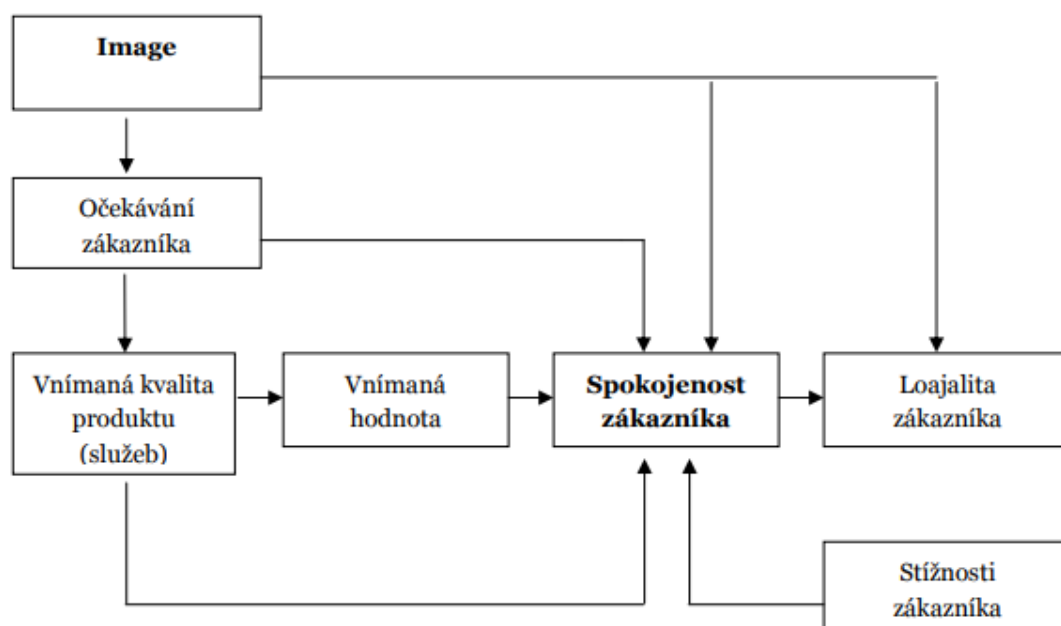 Image
Očekávání
zákazníka
Vnímaná kvalita
produktu
(služeb)
Vnímaná
hodnota
Spokojenost
zákazníka
Loajalita
zákazníka
Stížnosti
zákazníka